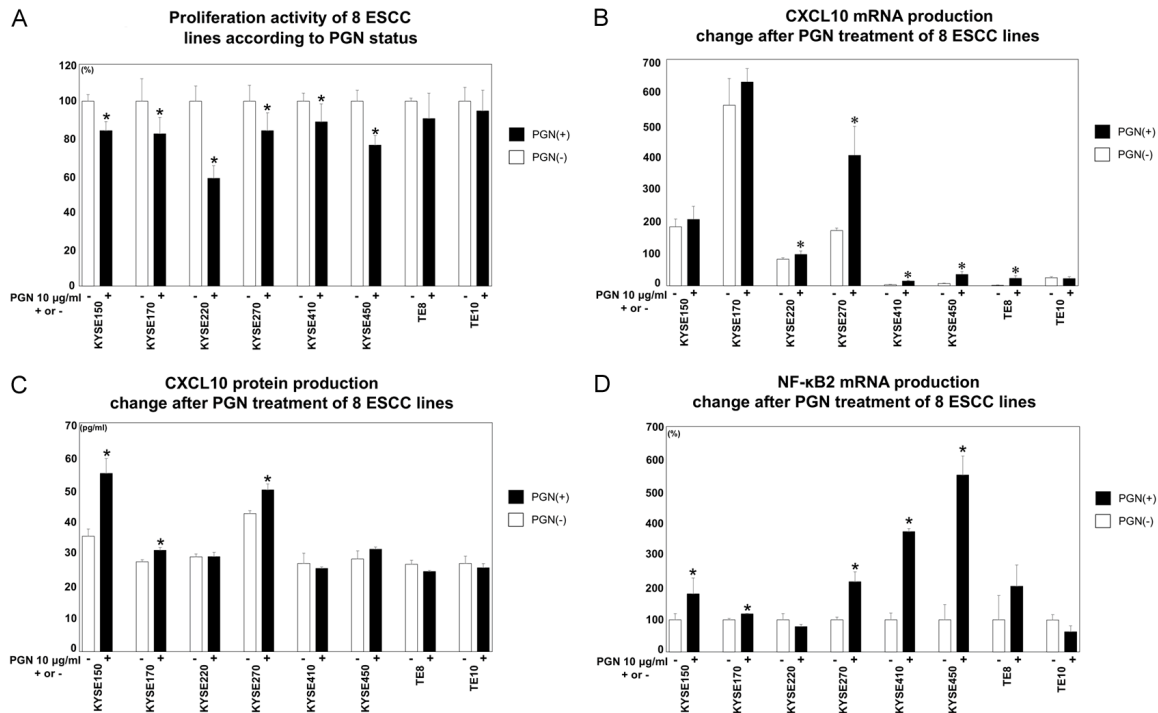 A
Proliferation activity of 8 ESCC
lines according to PGN status
(%)
120
100
80
60
40
20
0
PGN(+)
PGN(-)
PGN 10 µg/ml
+ or -
- + - + - + - + - + - + - + - +
* * * * * *
KYSE150
KYSE170
KYSE220
KYSE270
KYSE410
KYSE450
TE8
TE10
B
CXCL10 mRNA production
change after PGN treatment of 8 ESCC lines
700
600
500
400
300
200
100
0
PGN(+)
PGN(-)
PGN 10 µg/ml
+ or -
- + - + - + - + - + - + - + - +
* * * * *
KYSE150
KYSE170
KYSE220
KYSE270
KYSE410
KYSE450
TE8
TE10
C
CXCL10 protein production
change after PGN treatment of 8 ESCC lines
(pg/ml)
70
60
50
40
30
20
10
0
PGN(+)
PGN(-)
PGN 10 µg/ml
+ or -
- + - + - + - + - + - + - + - +
* * *
KYSE150
KYSE170
KYSE220
KYSE270
KYSE410
KYSE450
TE8
TE10
D
NF-κB2 mRNA production
change after PGN treatment of 8 ESCC lines
(%)
700
600
500
400
300
200
100
0
PGN(+)
PGN(-)
PGN 10 µg/ml
+ or -
- + - + - + - + - + - + - + - +
* * * * *
KYSE150
KYSE170
KYSE220
KYSE270
KYSE410
KYSE450
TE8
TE10